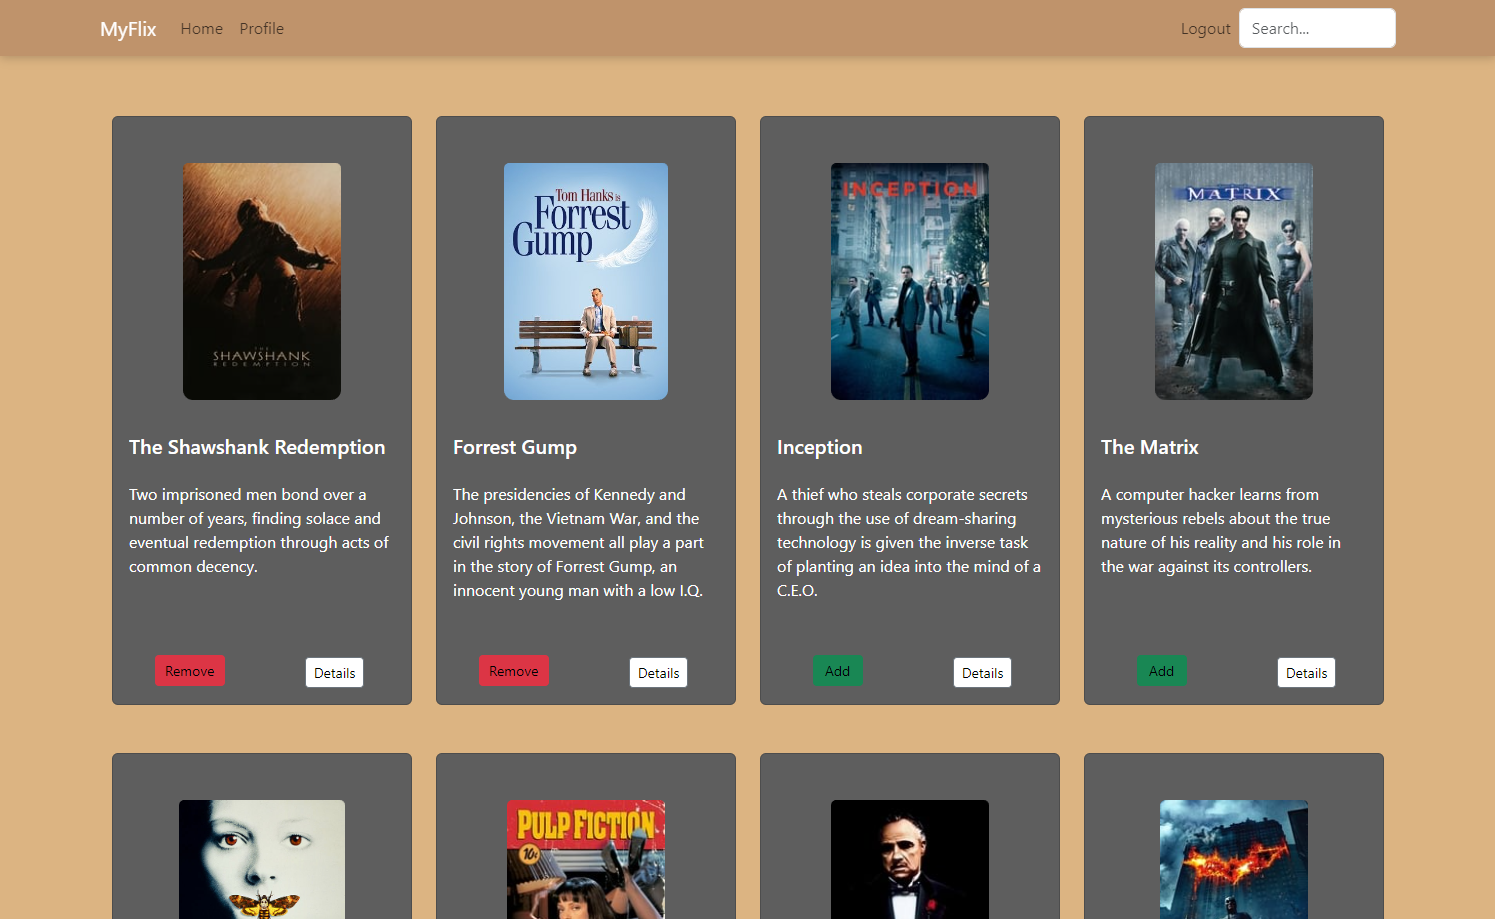 MyFlix Home Profile Logout Search...
THE
SHAWSHANK
REDEMPTION
Tom Hanks is
Forrest
Gump
INCEPTION
MATRIX
The Shawshank Redemption
Two imprisoned men bond over a
number of years, finding solace and
eventual redemption through acts of
common decency.
Remove Details
Forrest Gump
The presidencies of Kennedy and
Johnson, the Vietnam War, and the
civil rights movement all play a part
in the story of Forrest Gump, an
innocent young man with a low I.Q.
Remove Details
Inception
A thief who steals corporate secrets
through the use of dream-sharing
technology is given the inverse task
of planting an idea into the mind of a
C.E.O.
Add Details
The Matrix
A computer hacker learns from
mysterious rebels about the true
nature of his reality and his role in
the war against its controllers.
Add Details
PULP FICTION
10¢